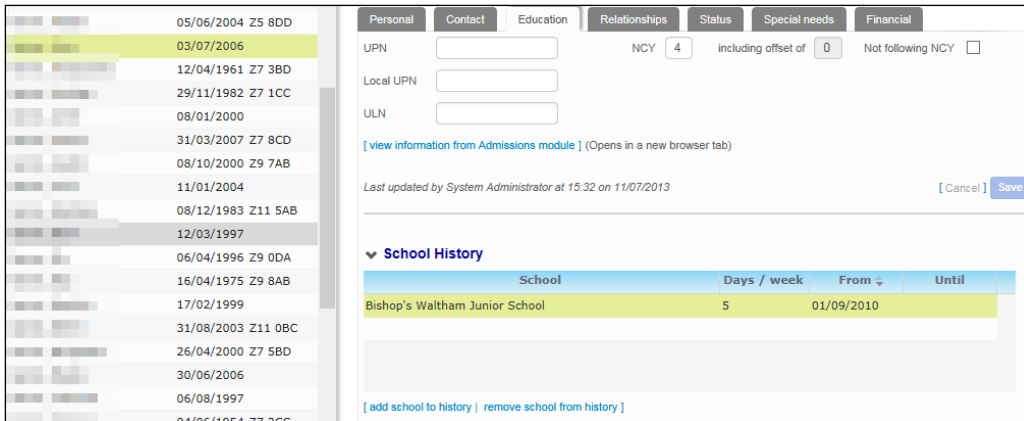 05/06/2004 Z5 8DD
03/07/2006
12/04/1961 Z7 3BD
29/11/1982 Z7 1CC
08/01/2000
31/03/2007 Z7 8CD
08/10/2000 Z9 7AB
11/01/2004
08/12/1983 Z11 5AB
12/03/1997
06/04/1996 Z9 0DA
16/04/1975 Z9 8AB
17/02/1999
31/08/2003 Z11 0BC
26/04/2000 Z7 5BD
30/06/2006
06/08/1997
Personal Contact Education Relationships Status Special needs Financial
UPN NCY 4 including offset of 0 Not following NCY
Local UPN
ULN
[ view information from Admissions module ] (Opens in a new browser tab)
Last updated by System Administrator at 15:32 on 11/07/2013 [ Cancel ] Save
School History
School Days / week From Until
Bishop's Waltham Junior School 5 01/09/2010
[ add school to history | remove school from history ]